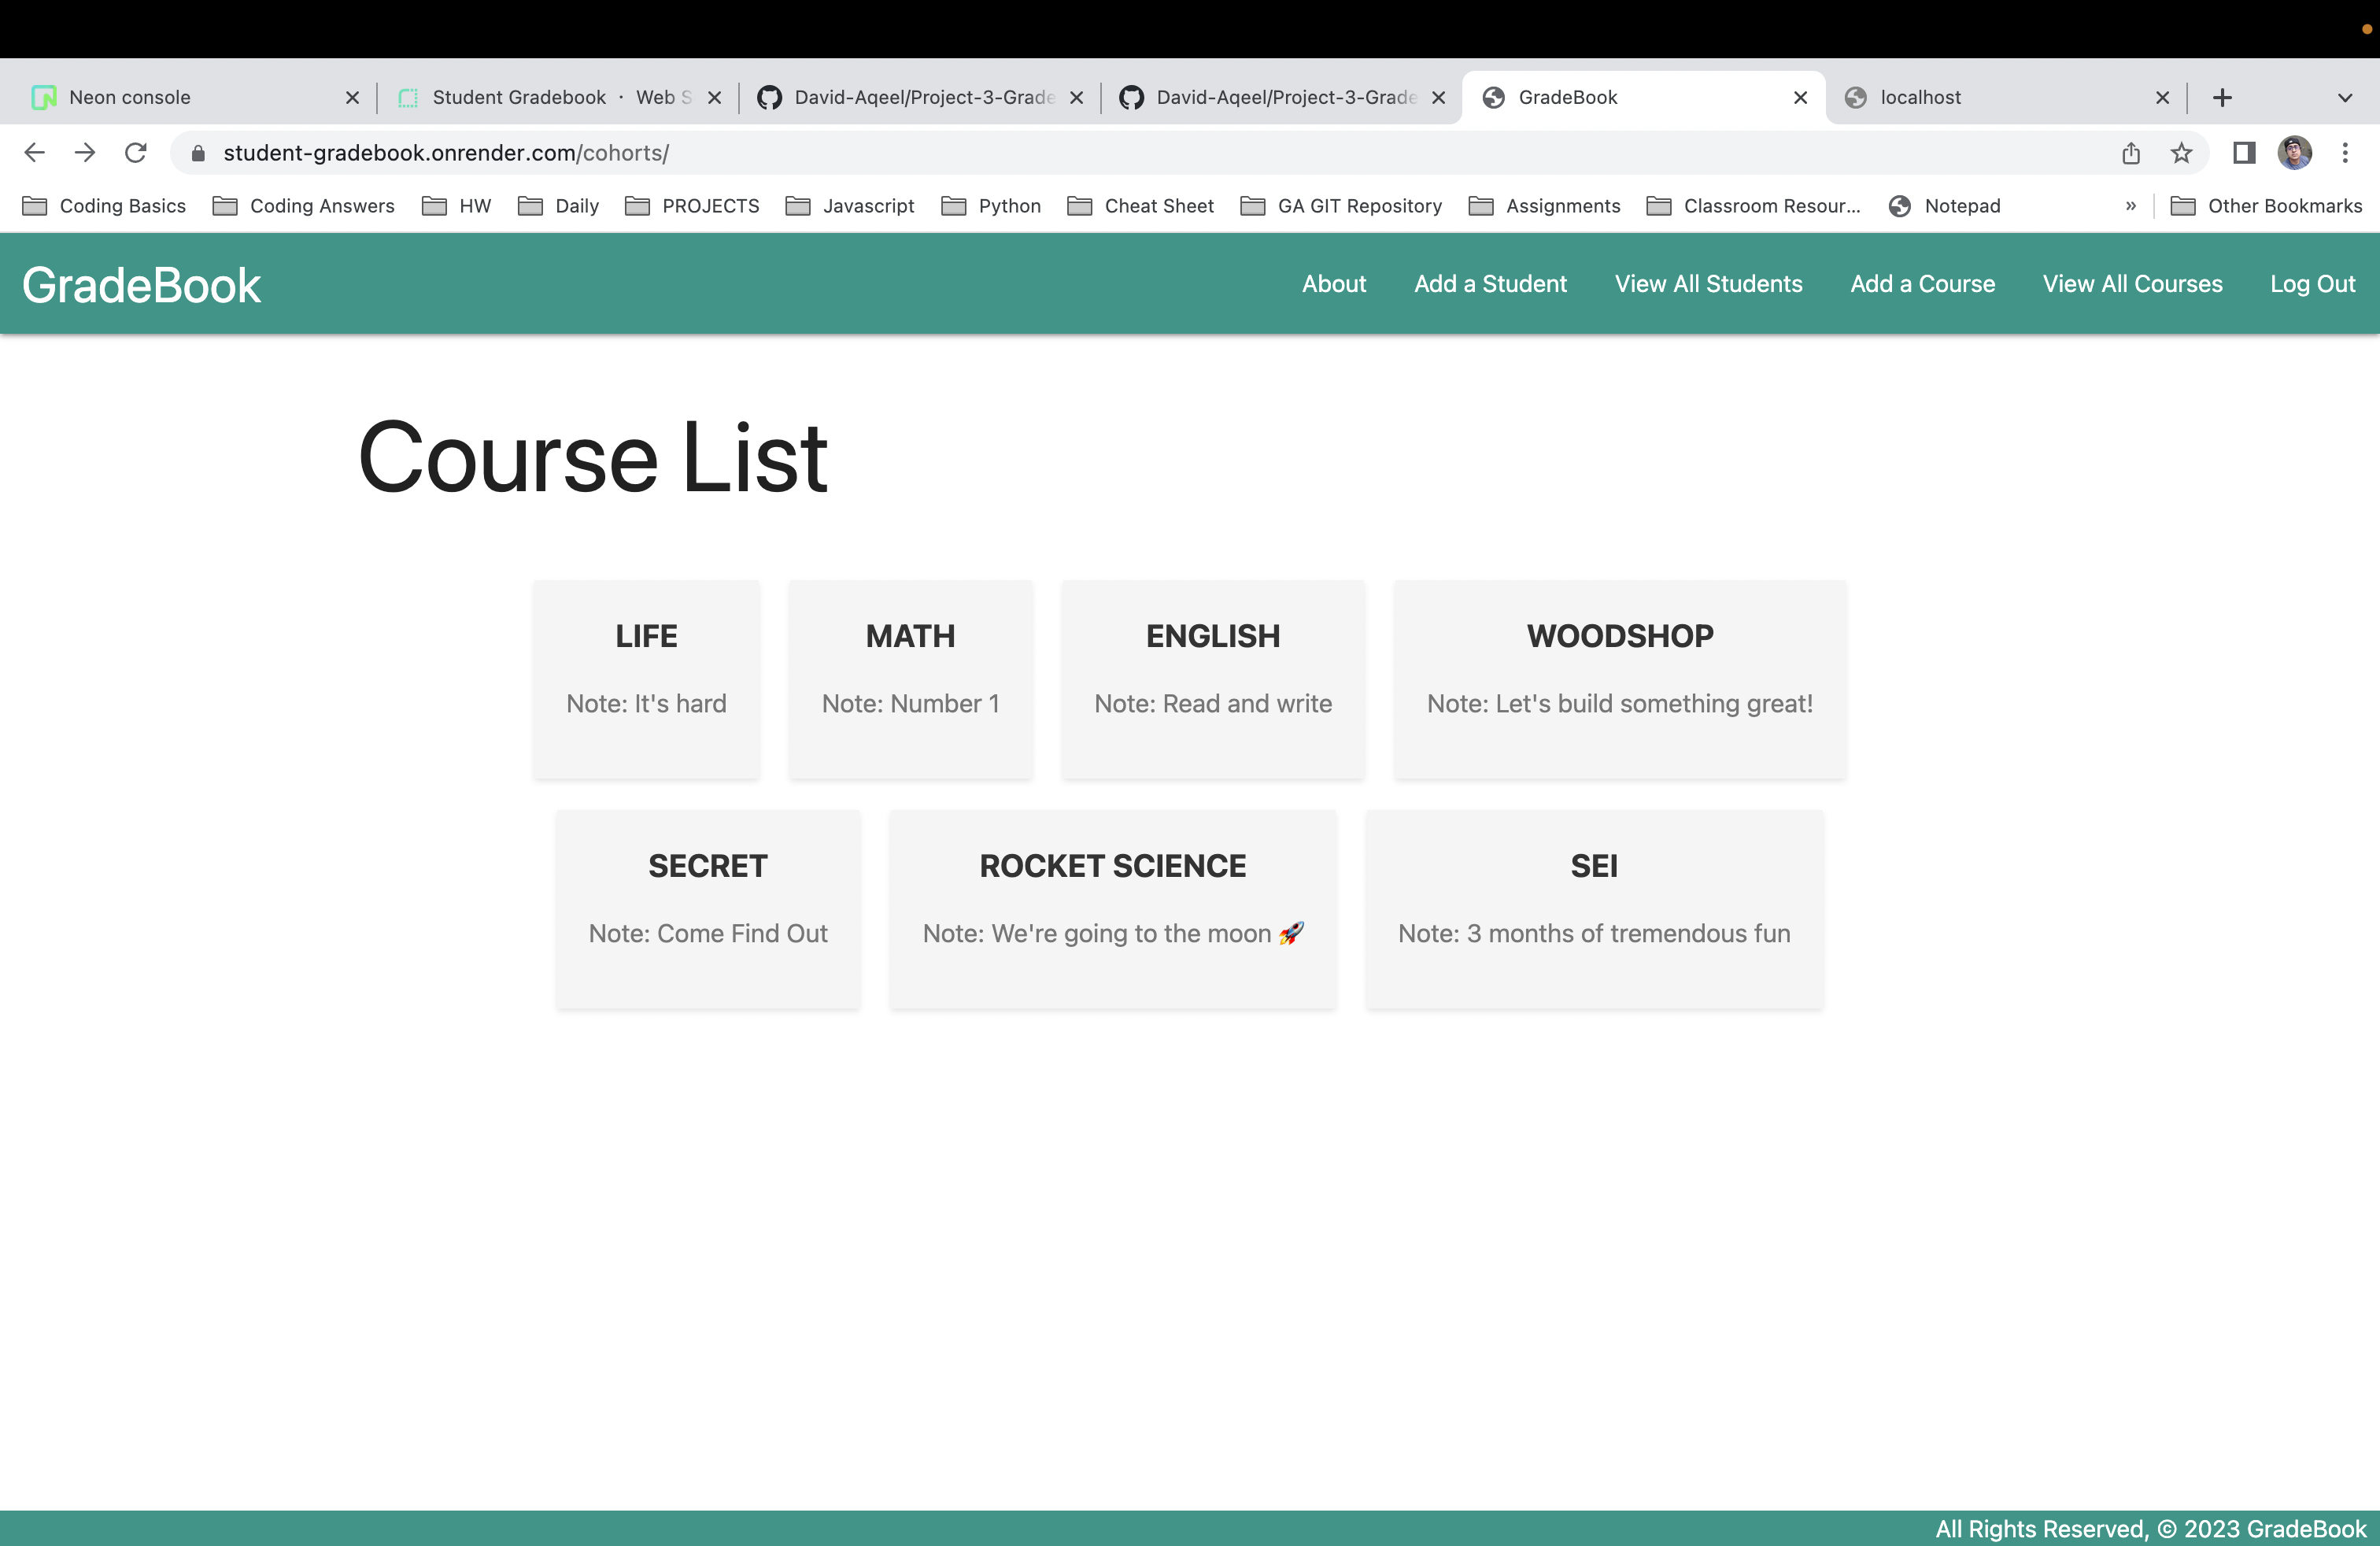 Neon console
Student Gradebook · Web S
David-Aqeel/Project-3-Grade
David-Aqeel/Project-3-Grade
GradeBook
localhost
student-gradebook.onrender.com/cohorts/
Coding Basics
Coding Answers
HW
Daily
PROJECTS
Javascript
Python
Cheat Sheet
GA GIT Repository
Assignments
Classroom Resour...
Notepad
»
Other Bookmarks
GradeBook
About
Add a Student
View All Students
Add a Course
View All Courses
Log Out
Course List
LIFE
Note: It's hard
MATH
Note: Number 1
ENGLISH
Note: Read and write
WOODSHOP
Note: Let's build something great!
SECRET
Note: Come Find Out
ROCKET SCIENCE
Note: We're going to the moon 🚀
SEI
Note: 3 months of tremendous fun
All Rights Reserved, © 2023 GradeBook